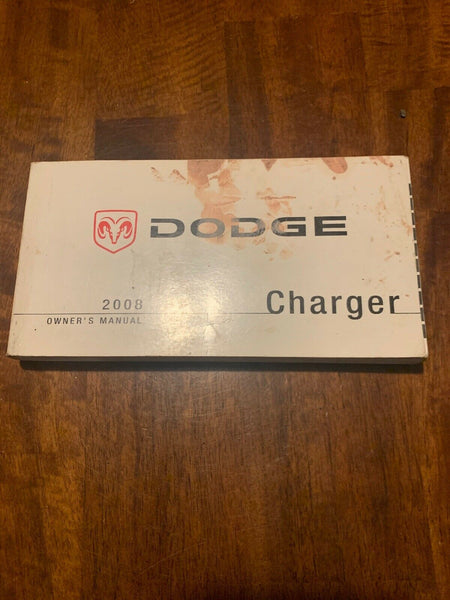 DODGE
2008
OWNER'S MANUAL
Charger